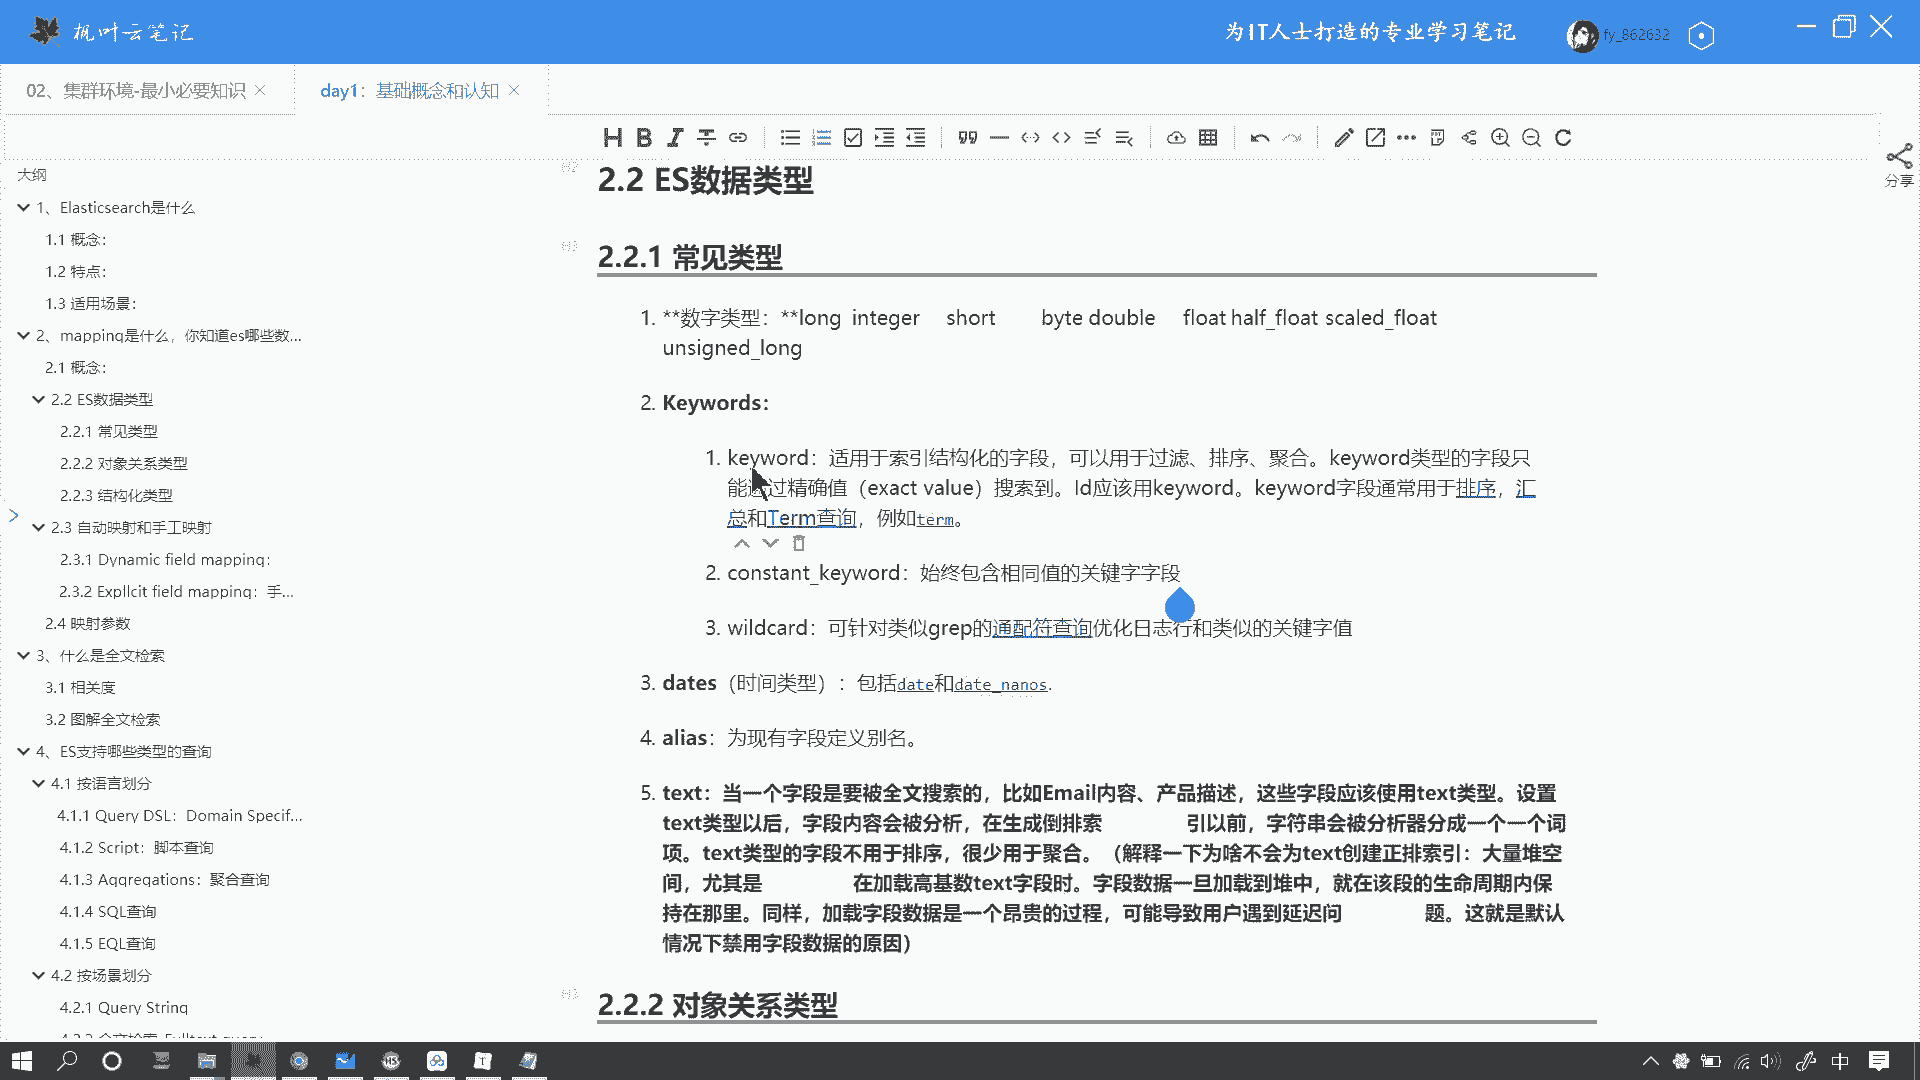 枫叶云笔记
为IT人士打造的专业学习笔记
fy_862632
02、集群环境-最小必要知识
day1：基础概念和认知
分享
大纲
1、Elasticsearch是什么
1.1 概念：
1.2 特点：
1.3 适用场景：
2、mapping是什么，你知道es哪些数...
2.1 概念：
2.2 ES数据类型
2.2.1 常见类型
2.2.2 对象关系类型
2.2.3 结构化类型
2.3 自动映射和手工映射
2.3.1 Dynamic field mapping：
2.3.2 Expllcit field mapping：手...
2.4 映射参数
3、什么是全文检索
3.1 相关度
3.2 图解全文检索
4、ES支持哪些类型的查询
4.1 按语言划分
4.1.1 Query DSL：Domain Specif...
4.1.2 Script：脚本查询
4.1.3 Aggregations：聚合查询
4.1.4 SQL查询
4.1.5 EQL查询
4.2 按场景划分
4.2.1 Query String
2.2 ES数据类型
2.2.1 常见类型
1. **数字类型：**long integer short byte double float half_float scaled_float
unsigned_long
2. Keywords：
1. keyword：适用于索引结构化的字段，可以用于过滤、排序、聚合。keyword类型的字段只
能通过精确值（exact value）搜索到。Id应该用keyword。keyword字段通常用于排序，汇
总和Term查询，例如term。
2. constant_keyword：始终包含相同值的关键字字段
3. wildcard：可针对类似grep的通配符查询优化日志行和类似的关键字值
3. dates（时间类型）：包括date和date_nanos.
4. alias：为现有字段定义别名。
5. text：当一个字段是要被全文搜索的，比如Email内容、产品描述，这些字段应该使用text类型。设置
text类型以后，字段内容会被分析，在生成倒排索 引以前，字符串会被分析器分成一个一个词
项。text类型的字段不用于排序，很少用于聚合。（解释一下为啥不会为text创建正排索引：大量堆空
间，尤其是 在加载高基数text字段时。字段数据一旦加载到堆中，就在该段的生命周期内保
持在那里。同样，加载字段数据是一个昂贵的过程，可能导致用户遇到延迟问 题。这就是默认
情况下禁用字段数据的原因）
2.2.2 对象关系类型
中